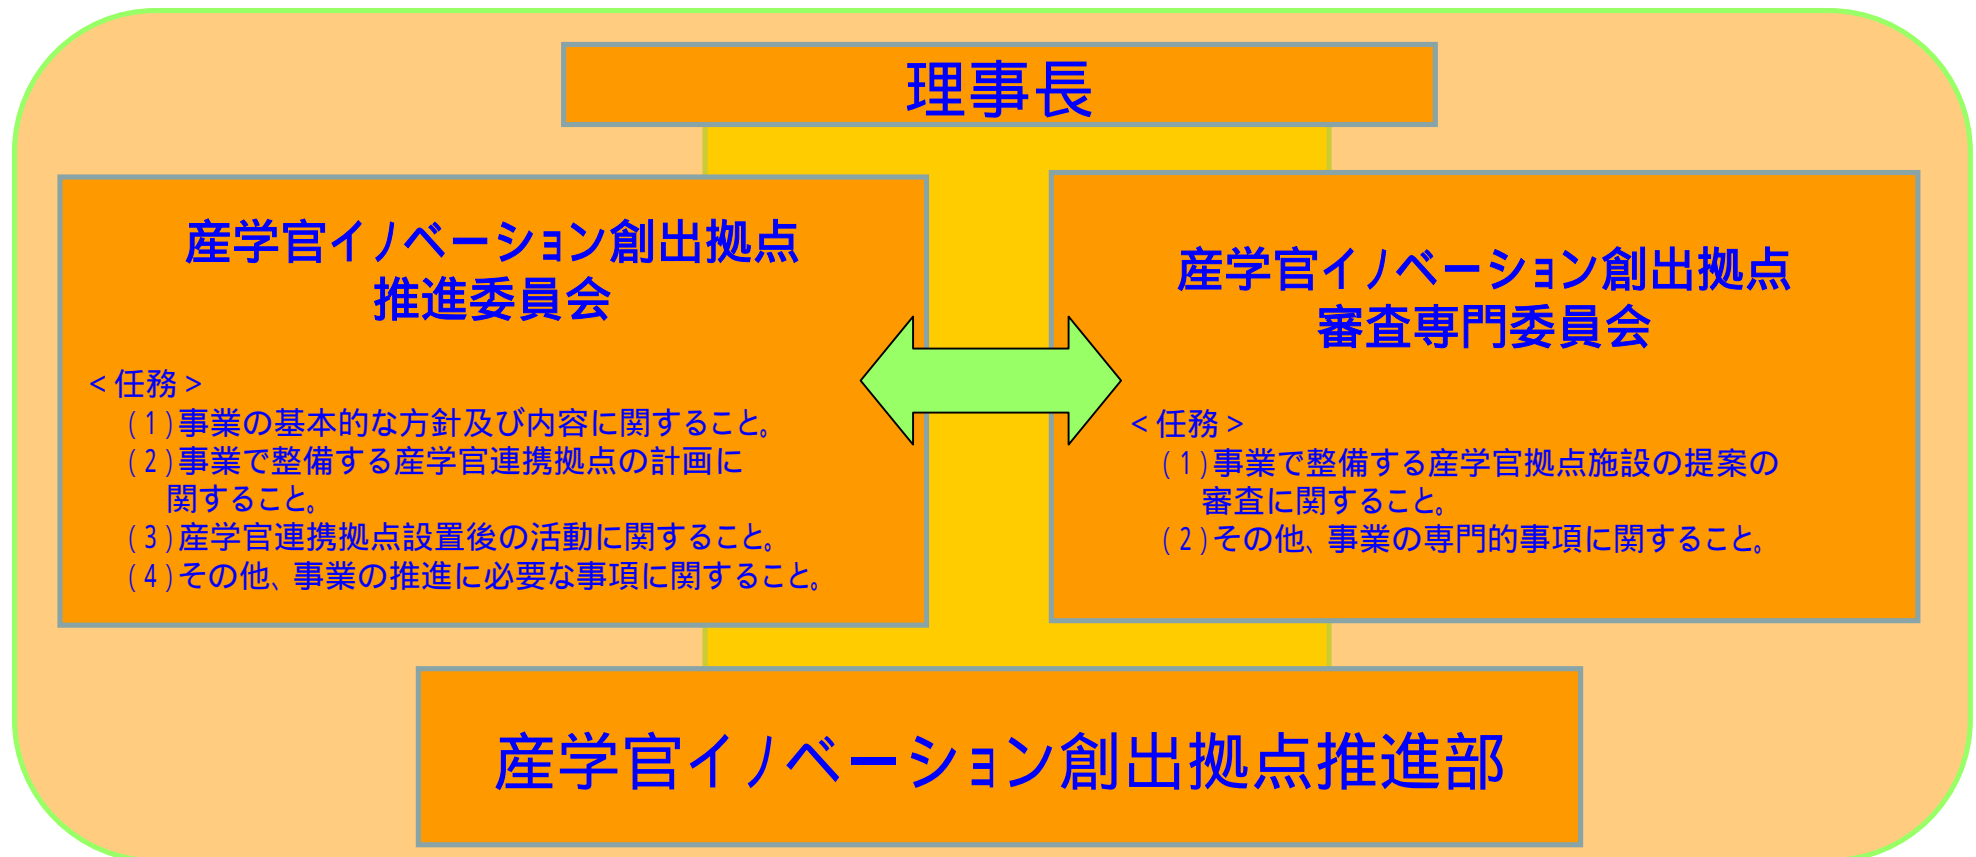 理事長
産学官イノベーション創出拠点
推進委員会
＜任務＞
(1)事業の基本的な方針及び内容に関すること。
(2)事業で整備する産学官連携拠点の計画に
関すること。
(3)産学官連携拠点設置後の活動に関すること。
(4)その他、事業の推進に必要な事項に関すること。
産学官イノベーション創出拠点
審査専門委員会
＜任務＞
(1)事業で整備する産学官拠点施設の提案の
審査に関すること。
(2)その他、事業の専門的事項に関すること。
産学官イノベーション創出拠点推進部